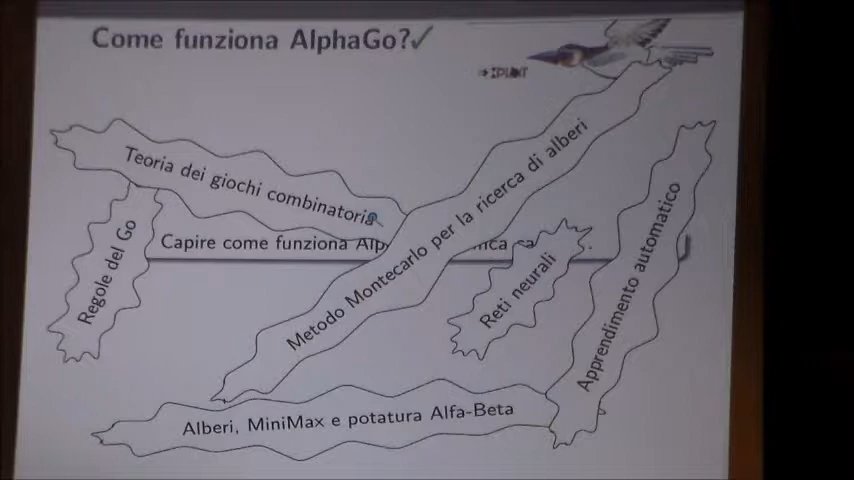 Come funziona AlphaGo?✓
Teoria dei giochi combinatoria
Capire come funziona
Regole del Go
Metodo Montecarlo per la ricerca di alberi
Reti neurali
Apprendimento automatico
Alberi, MiniMax e potatura Alfa-Beta